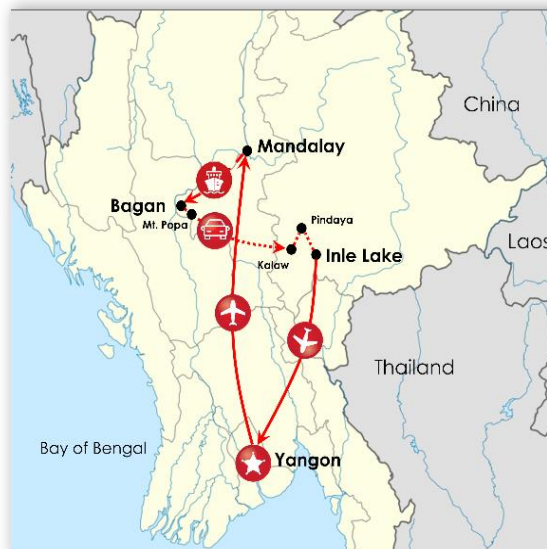 China
Mandalay
Bagan
Mt. Popa
Pindaya
Kalaw
Inle Lake
Laos
Thailand
Bay of Bengal
Yangon